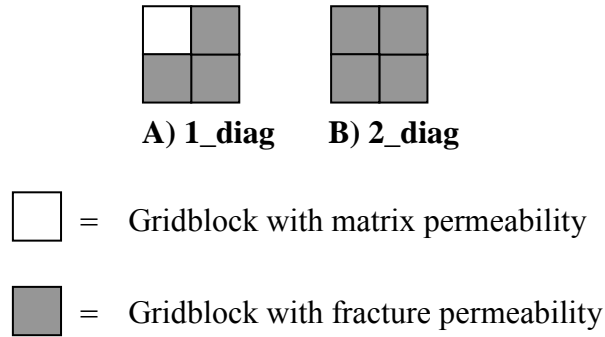 A) 1_diag B) 2_diag
= Gridblock with matrix permeability
= Gridblock with fracture permeability